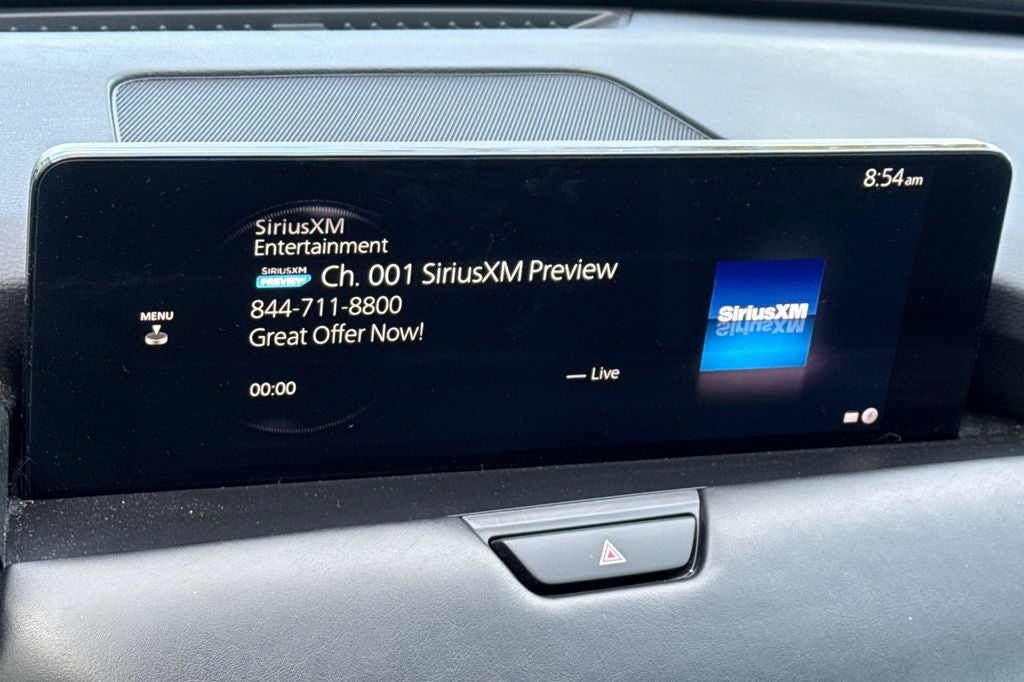 8:54am
SiriusXM
Entertainment
SIRIUSXM PREVIEW
Ch. 001 SiriusXM Preview
844-711-8800
Great Offer Now!
MENU
00:00
Live
SiriusXM